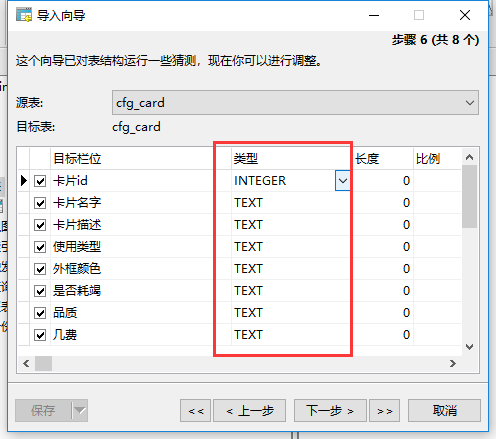 导入向导
步骤 6 (共 8 个)
这个向导已对表结构运行一些猜测，现在你可以进行调整。
源表: cfg_card
目标表: cfg_card
目标栏位 类型 长度 比例
卡片id INTEGER 0
卡片名字 TEXT 0
卡片描述 TEXT 0
使用类型 TEXT 0
外框颜色 TEXT 0
是否耗竭 TEXT 0
品质 TEXT 0
几费 TEXT 0
保存 << < 上一步 下一步 > >> 取消